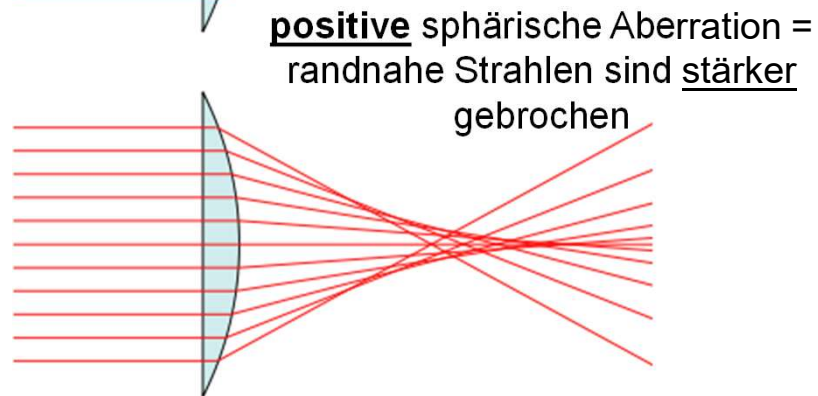 positive sphärische Aberration =
randnahe Strahlen sind stärker
gebrochen